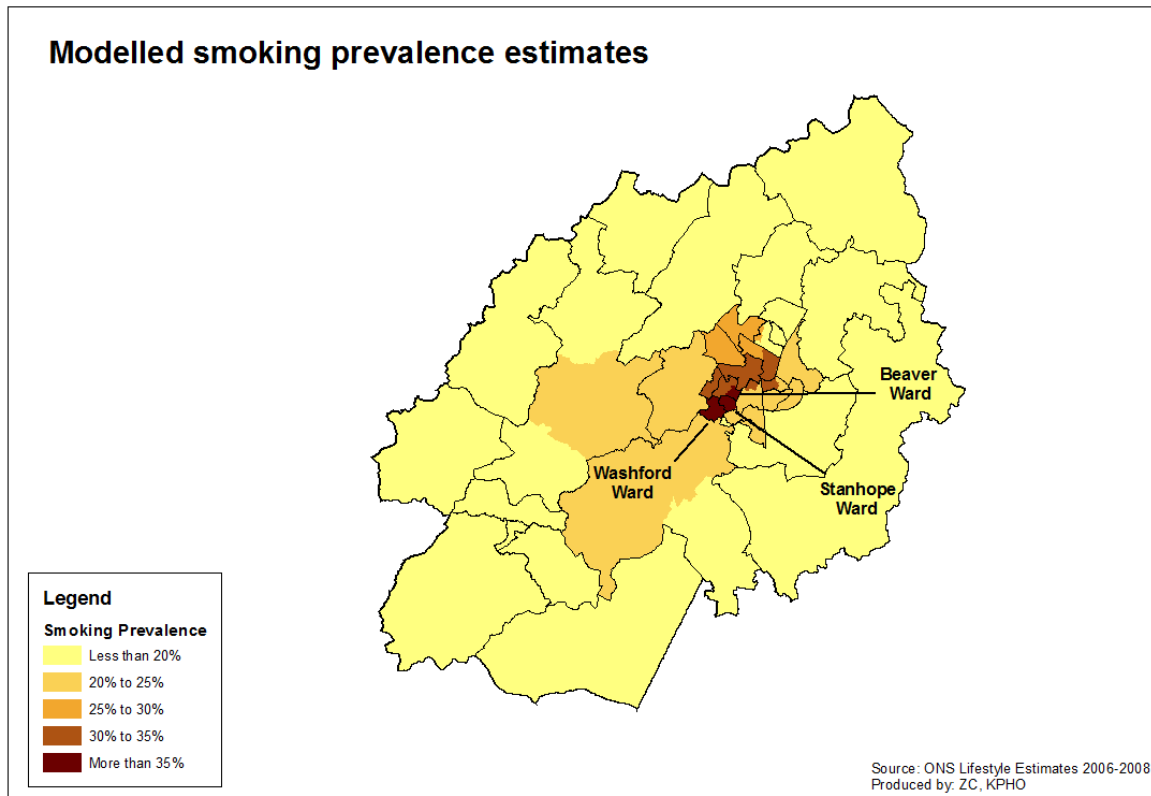 Modelled smoking prevalence estimates
Beaver
Ward
Washford
Ward
Stanhope
Ward
Legend
Smoking Prevalence
Less than 20%
20% to 25%
25% to 30%
30% to 35%
More than 35%
Source: ONS Lifestyle Estimates 2006-2008
Produced by: ZC, KPHO